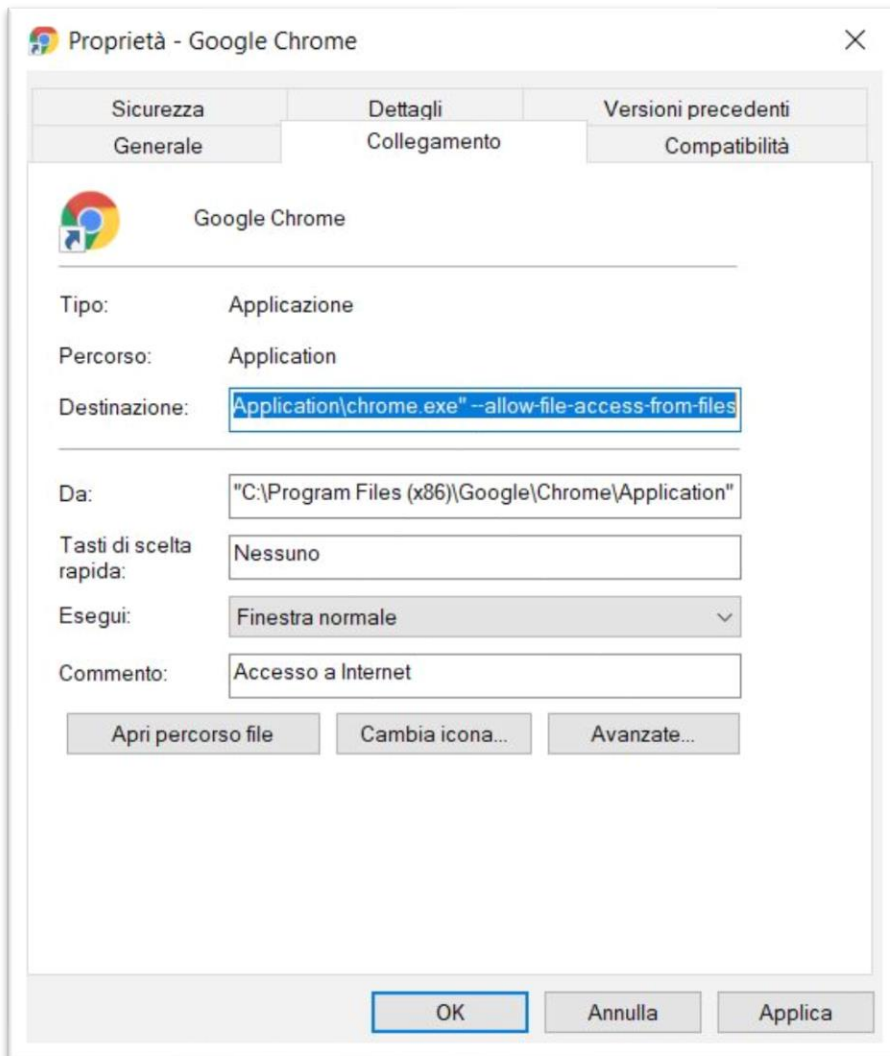 Proprietà - Google Chrome
Sicurezza Dettagli Versioni precedenti
Generale Collegamento Compatibilità
Google Chrome
Tipo: Applicazione
Percorso: Application
Destinazione: Application\chrome.exe" --allow-file-access-from-files
Da: "C:\Program Files (x86)\Google\Chrome\Application"
Tasti di scelta
rapida: Nessuno
Esegui: Finestra normale
Commento: Accesso a Internet
Apri percorso file Cambia icona... Avanzate...
OK Annulla Applica